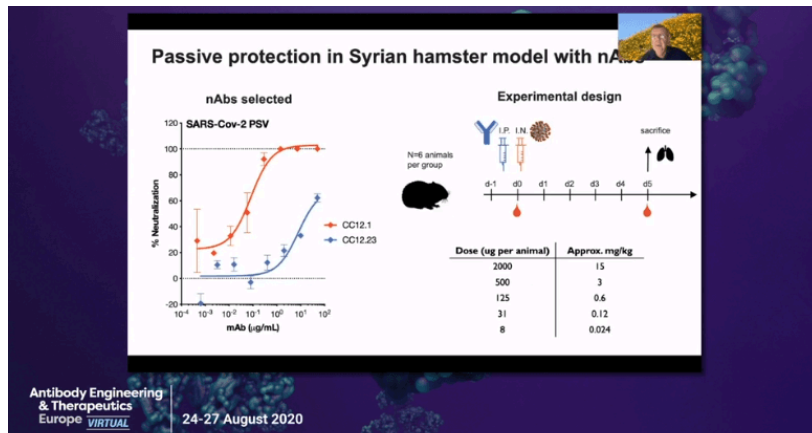 Passive protection in Syrian hamster model with nAbs
nAbs selected
SARS-Cov-2 PSV
% Neutralization
120
100
80
60
40
20
0
-20
10⁻⁴ 10⁻³ 10⁻² 10⁻¹ 10⁰ 10¹ 10²
mAb (µg/mL)
CC12.1
CC12.23
Experimental design
N=6 animals
per group
I.P. I.N.
sacrifice
d-1 d0 d1 d2 d3 d4 d5
Dose (ug per animal) Approx. mg/kg
2000 15
500 3
125 0.6
31 0.12
8 0.024
Antibody Engineering
& Therapeutics
Europe VIRTUAL
24-27 August 2020